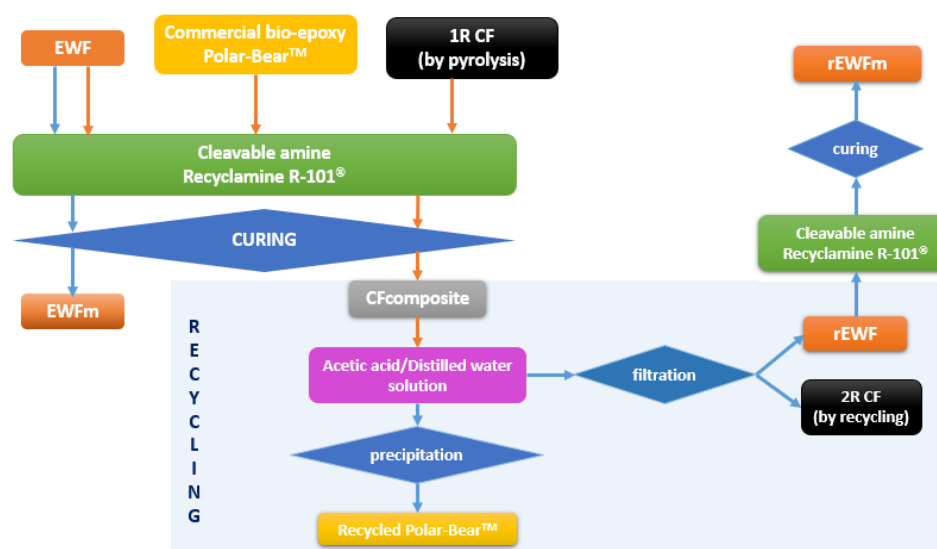 EWF
Commercial bio-epoxy
Polar-Bear™
1R CF
(by pyrolysis)
Cleavable amine
Recyclamine R-101®
CURING
EWFm
CFcomposite
Acetic acid/Distilled water
solution
precipitation
Recycled Polar-Bear™
RECYCLING
filtration
rEWFm
curing
Cleavable amine
Recyclamine R-101®
rEWF
2R CF
(by recycling)